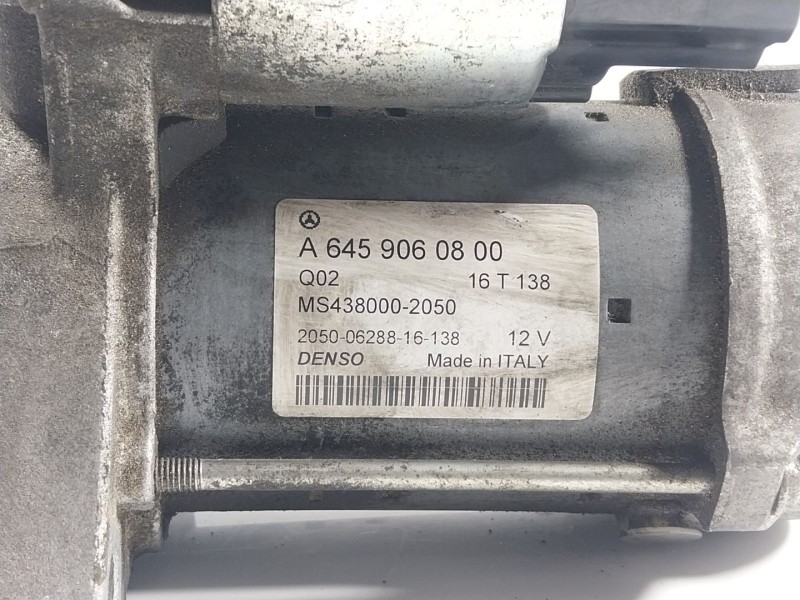 A 645 906 08 00
Q02 16 T 138
MS438000-2050
2050-06288-16-138 12 V
DENSO Made in ITALY